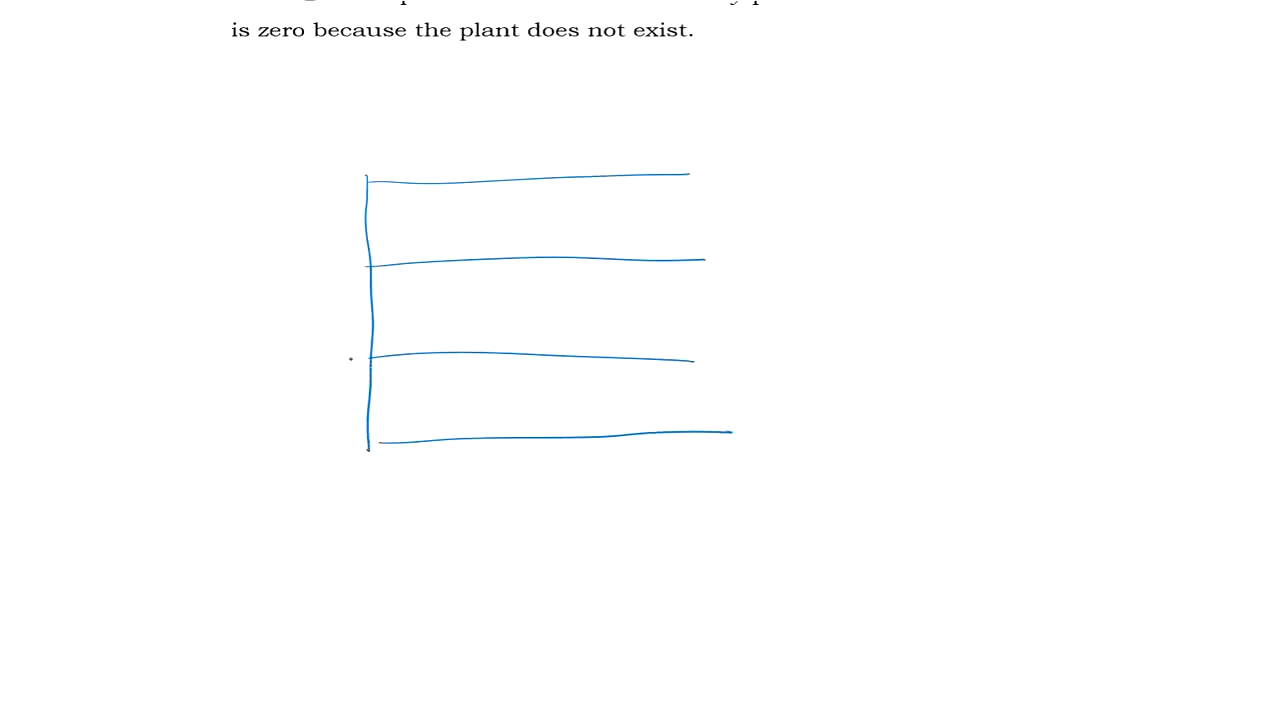 is zero because the plant does not exist.